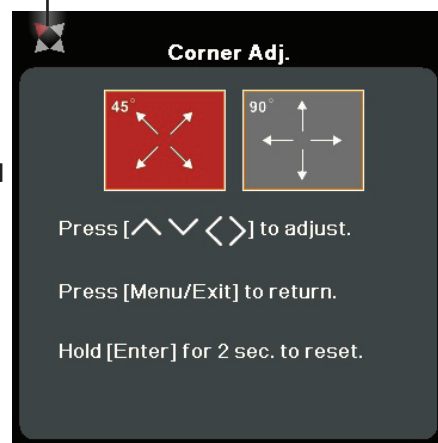 Corner Adj.
45° 90°
Press [∧∨<>] to adjust.
Press [Menu/Exit] to return.
Hold [Enter] for 2 sec. to reset.